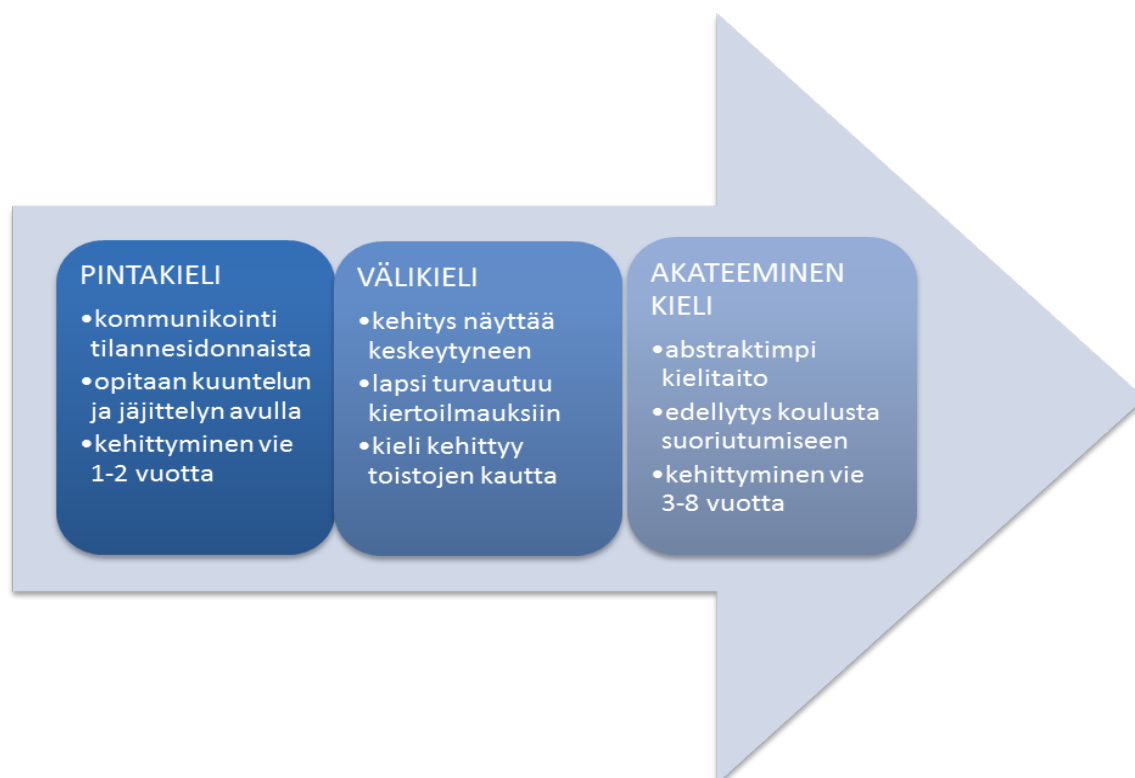 PINTAKIELI
•kommunikointi
tilannesidonnaista
•opitaan kuuntelun
ja jäjittelyn avulla
•kehittyminen vie
1-2 vuotta
VÄLIKIELI
•kehitys näyttää
keskeytyneen
•lapsi turvautuu
kiertoilmauksiin
•kieli kehittyy
toistojen kautta
AKATEEMINEN
KIELI
•abstraktimpi
kielitaito
•edellytys koulusta
suoriutumiseen
•kehittyminen vie
3-8 vuotta